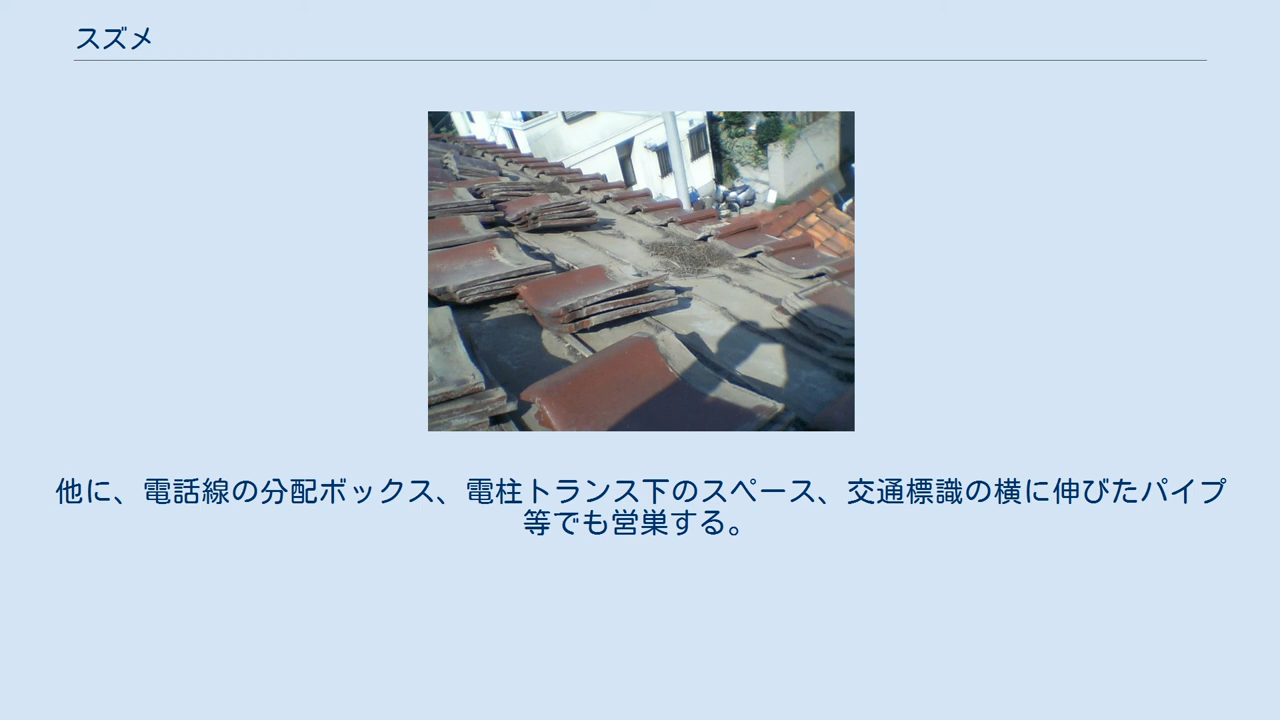 スズメ
他に、電話線の分配ボックス、電柱トランス下のスペース、交通標識の横に伸びたパイプ
等でも営巣する。